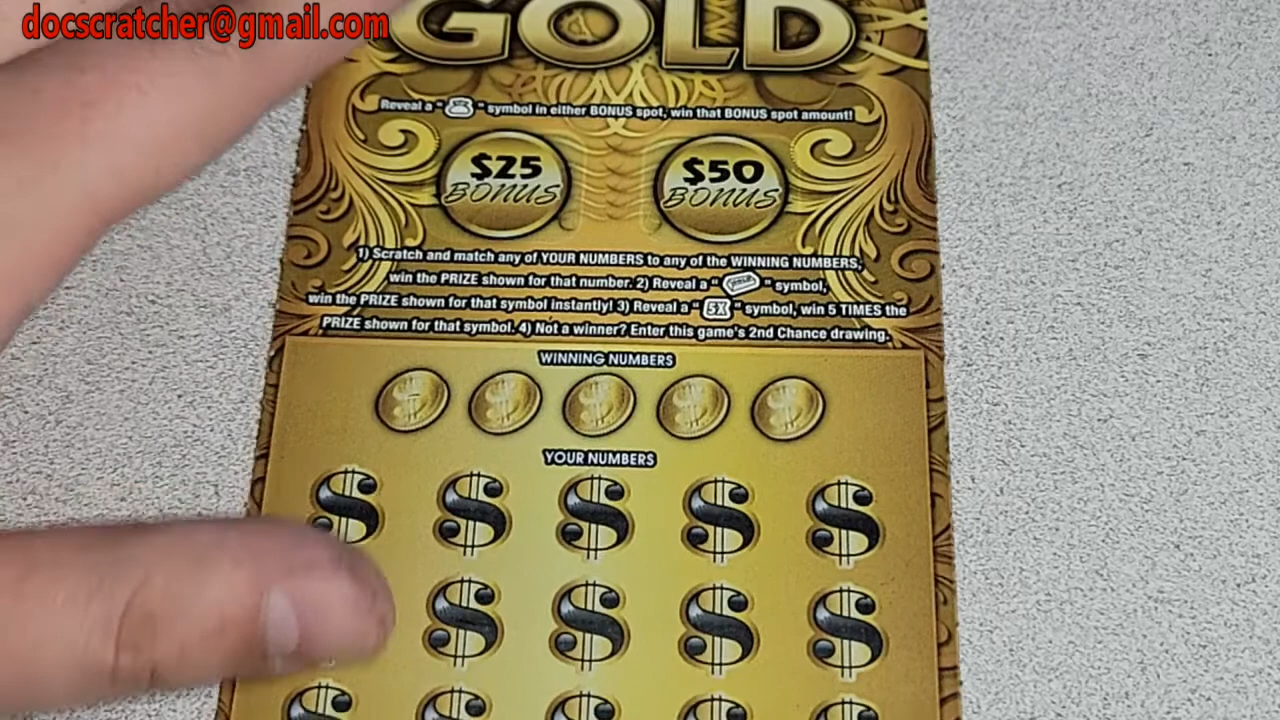 docscratcher@gmail.com
GOLD
Reveal a " " symbol in either BONUS spot, win that BONUS spot amount!
$25 $50
BONUS BONUS
1) Scratch and match any of YOUR NUMBERS to any of the WINNING NUMBERS,
win the PRIZE shown for that number. 2) Reveal a " " symbol,
win the PRIZE shown for that symbol instantly! 3) Reveal a " 5X " symbol, win 5 TIMES the
PRIZE shown for that symbol. 4) Not a winner? Enter this game's 2nd Chance drawing.
WINNING NUMBERS
$ $ $ $ $
YOUR NUMBERS
$ $ $ $ $
$ $ $ $
$ $ $ $ $